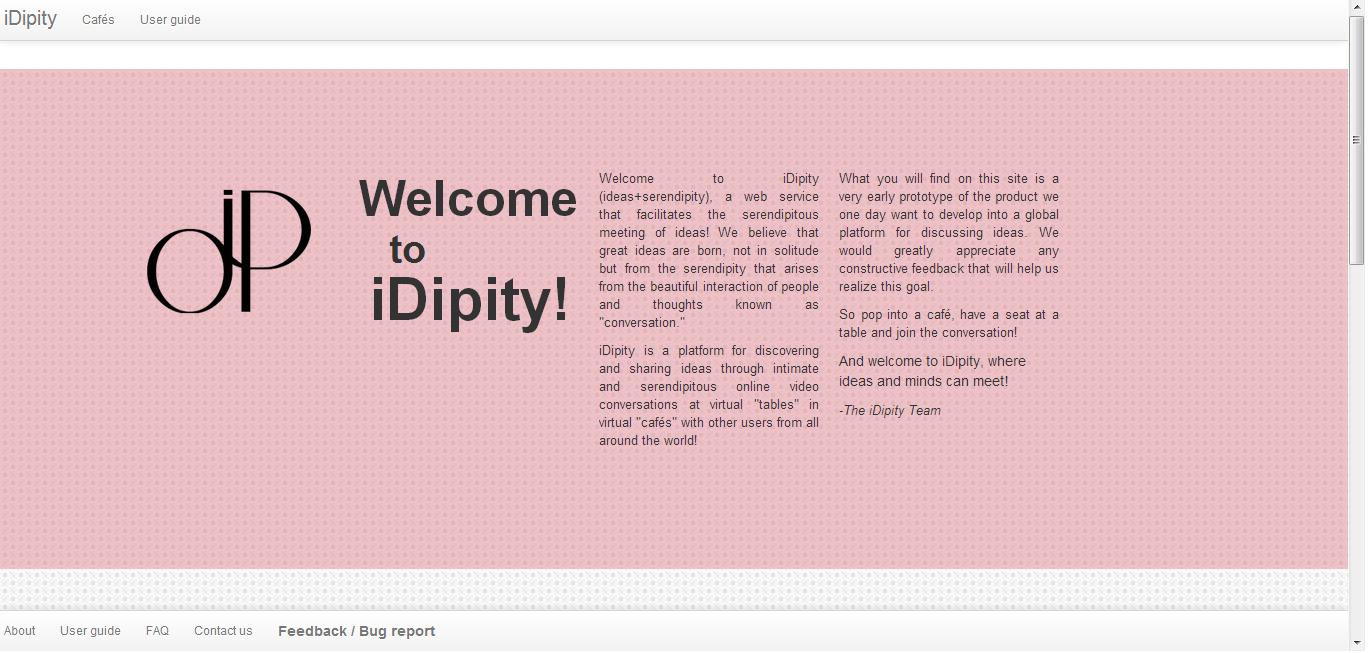 iDipity Cafés User guide
diP
Welcome
to
iDipity!
Welcome to iDipity
(ideas+serendipity), a web service
that facilitates the serendipitous
meeting of ideas! We believe that
great ideas are born, not in solitude
but from the serendipity that arises
from the beautiful interaction of people
and thoughts known as
"conversation."
iDipity is a platform for discovering
and sharing ideas through intimate
and serendipitous online video
conversations at virtual "tables" in
virtual "cafés" with other users from all
around the world!
What you will find on this site is a
very early prototype of the product we
one day want to develop into a global
platform for discussing ideas. We
would greatly appreciate any
constructive feedback that will help us
realize this goal.
So pop into a café, have a seat at a
table and join the conversation!
And welcome to iDipity, where
ideas and minds can meet!
-The iDipity Team
About User guide FAQ Contact us Feedback / Bug report